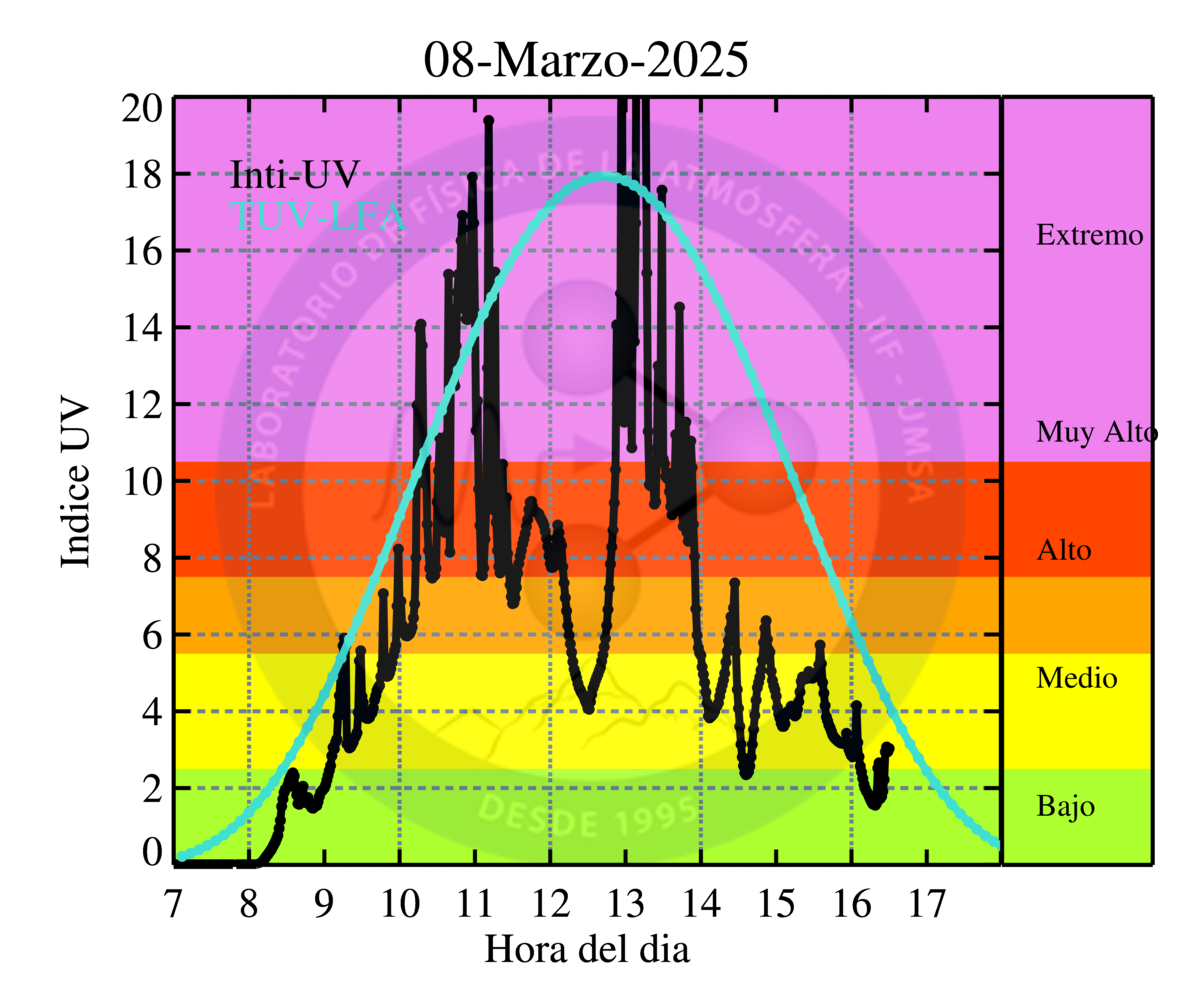 08-Marzo-2025
Indice UV
20
18
16
14
12
10
8
6
4
2
0
Inti-UV
TUV-LFA
LABORATORIO DE FÍSICA DE LA ATMÓSFERA - IIF - UMSA
DESDE 1995
Extremo
Muy Alto
Alto
Medio
Bajo
7 8 9 10 11 12 13 14 15 16 17
Hora del dia